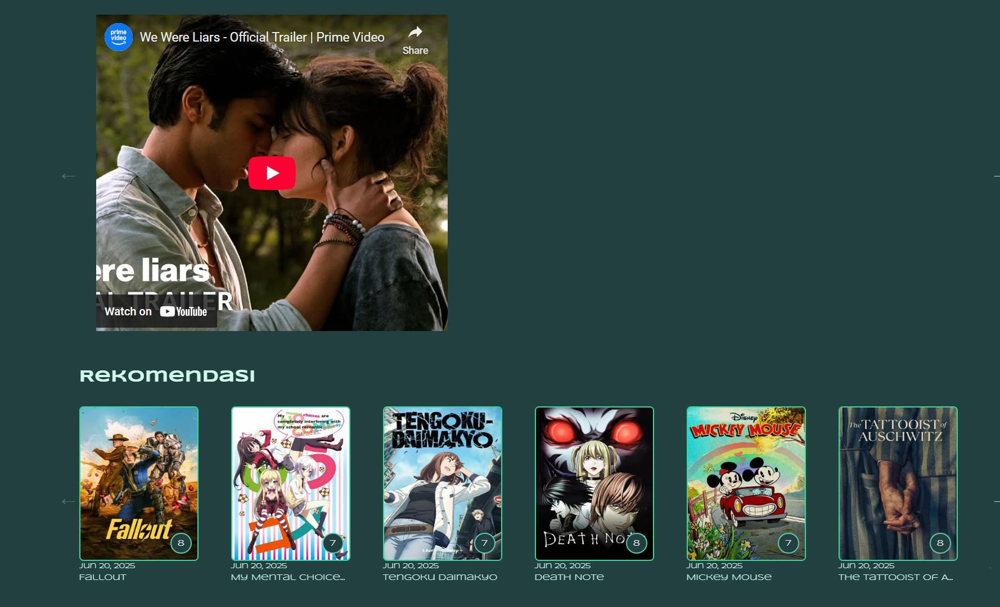 prime
video
We Were Liars - Official Trailer | Prime Video
Share
ere liars
AL TRAILER
Watch on YouTube
Rekomendasi
My mental choices are
completely interfering with
my school romantic comedy.
TENGOKU-
DAIMAKYO
Disney
MICKEY MOUSE
The TATTOOIST of
AUSCHWITZ
Fallout
DEATH NOT
8
7
7
8
7
8
Jun 20, 2025
Jun 20, 2025
Jun 20, 2025
Jun 20, 2025
Jun 20, 2025
Jun 20, 2025
Fallout
My Mental Choice...
Tengoku Daimakyo
Death Note
Mickey Mouse
The Tattooist of A...